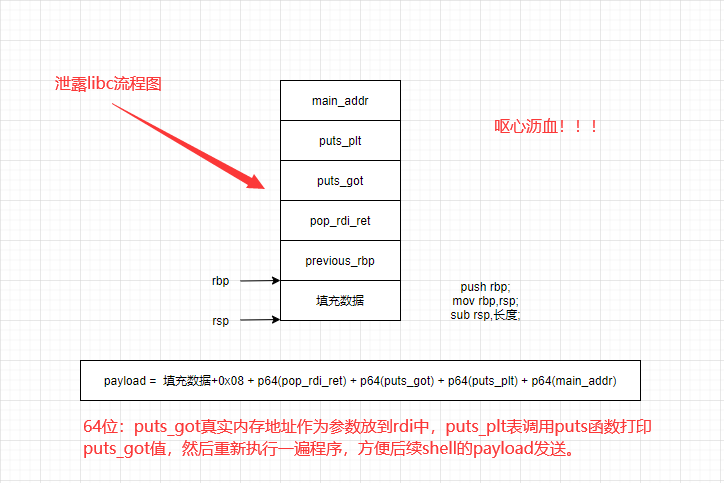 泄露libc流程图
呕心沥血！！！
main_addr
puts_plt
puts_got
pop_rdi_ret
previous_rbp
rbp
填充数据
rsp
push rbp;
mov rbp,rsp;
sub rsp,长度;
payload = 填充数据+0x08 + p64(pop_rdi_ret) + p64(puts_got) + p64(puts_plt) + p64(main_addr)
64位：puts_got真实内存地址作为参数放到rdi中，puts_plt表调用puts函数打印
puts_got值，然后重新执行一遍程序，方便后续shell的payload发送。